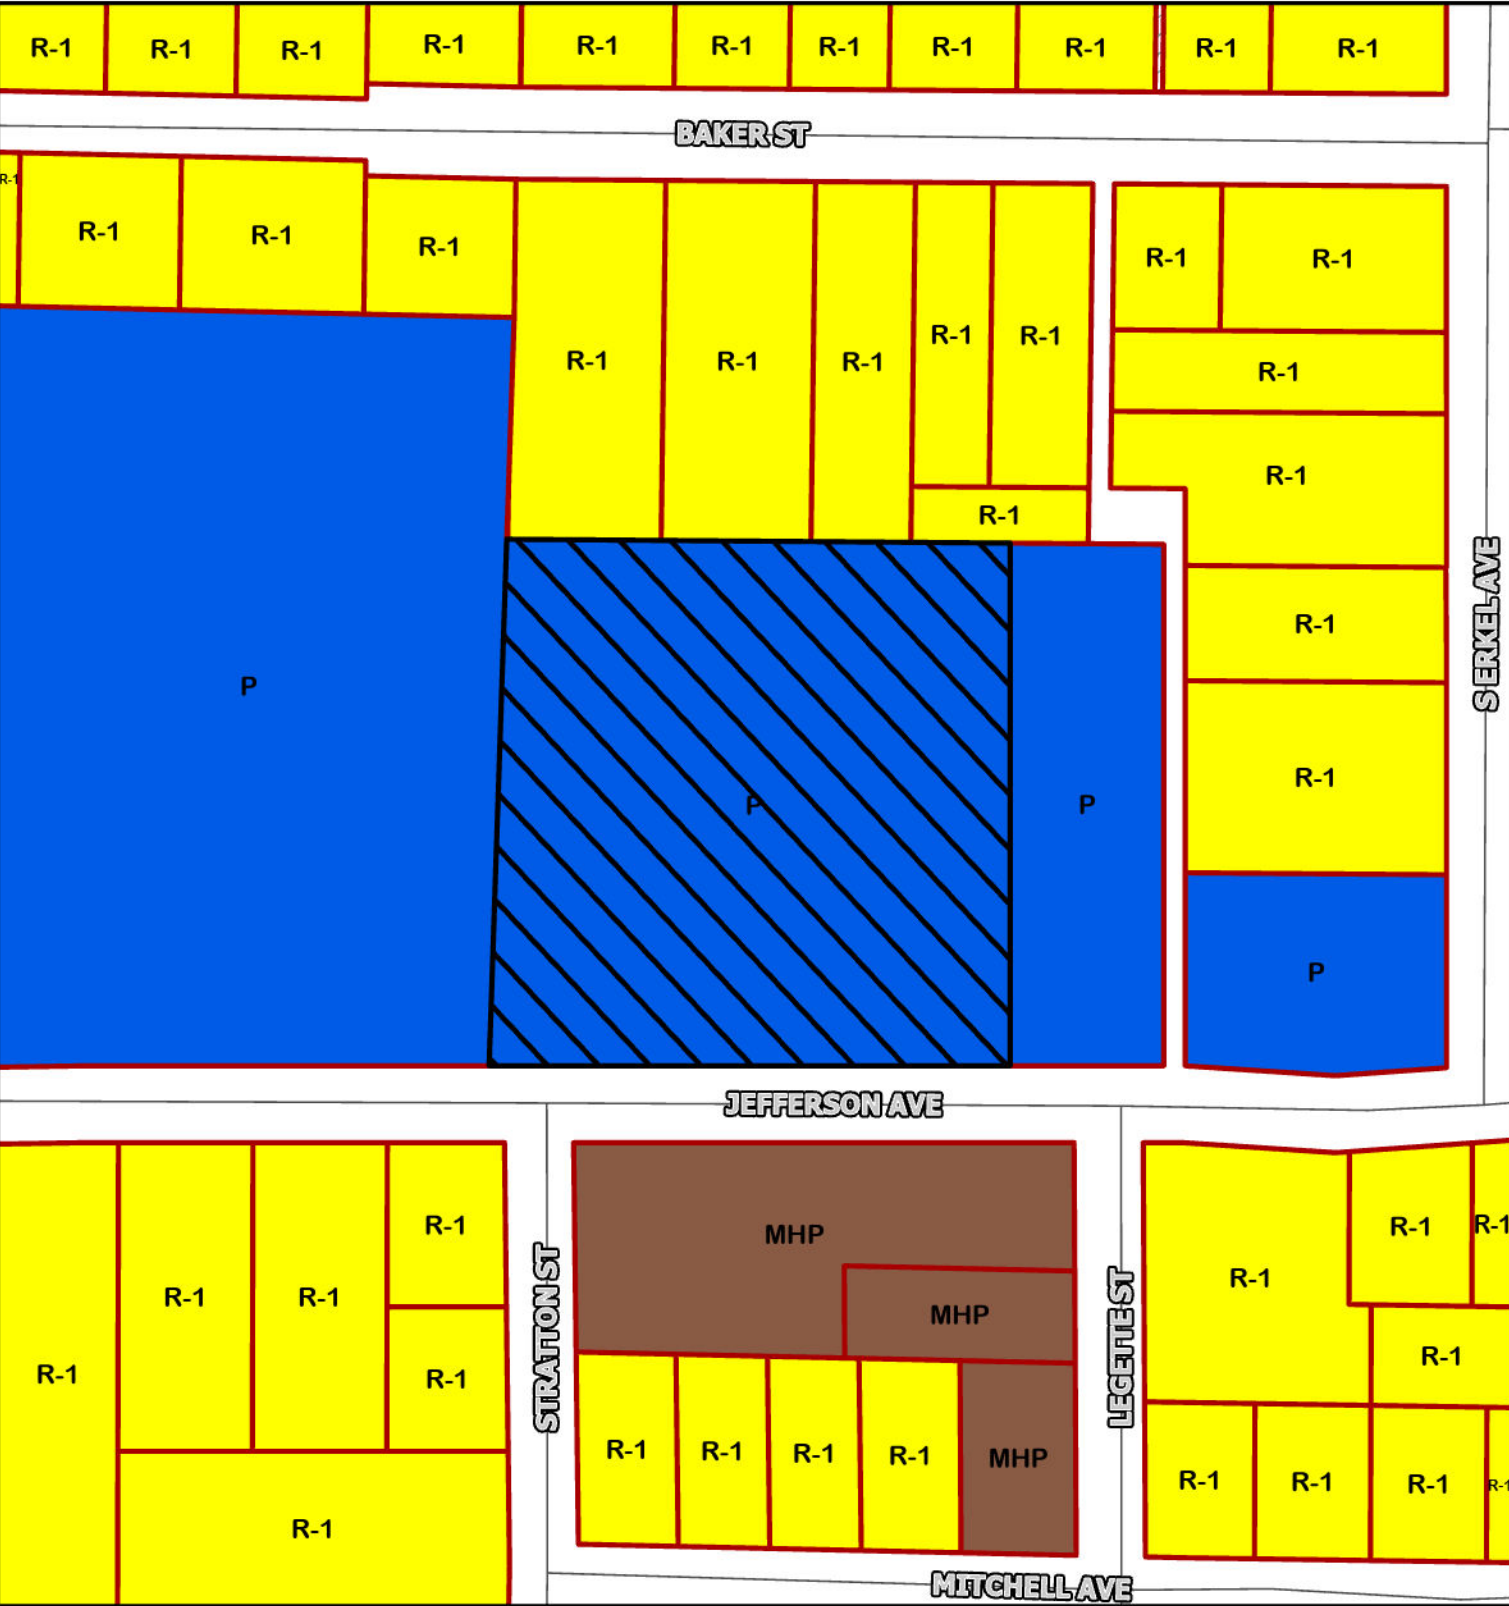 R-1 R-1 R-1 R-1 R-1 R-1 R-1 R-1 R-1 R-1 R-1
BAKER ST
R-1 R-1 R-1 R-1 R-1 R-1
R-1 R-1 R-1 R-1 R-1
R-1
R-1
R-1
R-1
S ERKEL AVE
R-1
P
R-1
P
P
P
JEFFERSON AVE
R-1 MHP R-1 R-1
R-1 R-1 R-1
STRATTON ST
MHP
LEGETTE ST
R-1
R-1 R-1
R-1 R-1 R-1 R-1 MHP
R-1 R-1 R-1 R-1
R-1
MITCHELL AVE